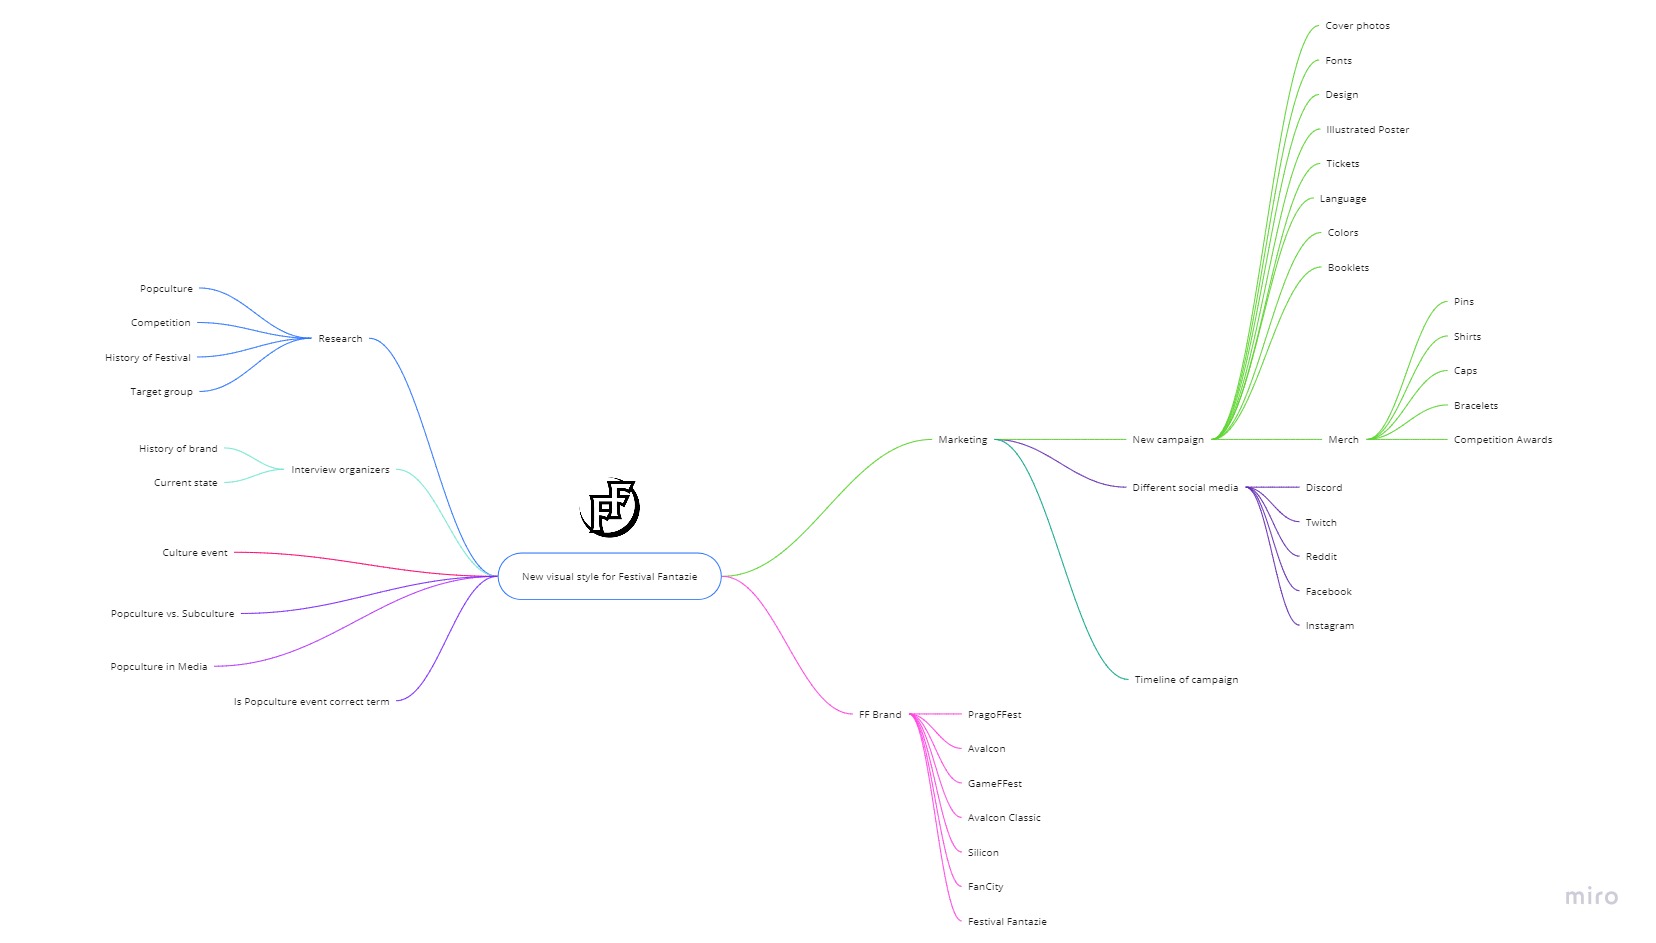 Cover photos
Fonts
Design
Illustrated Poster
Tickets
Language
Colors
Booklets
Popculture
Competition
History of Festival
Target group
Research
Pins
Shirts
Caps
Bracelets
Competition Awards
Marketing
New campaign
Merch
History of brand
Current state
Interview organizers
Different social media
Discord
Twitch
Reddit
Facebook
Instagram
FF
Culture event
New visual style for Festival Fantazie
Popculture vs. Subculture
Popculture in Media
Is Popculture event correct term
Timeline of campaign
FF Brand
PragoFFest
Avalcon
GameFFest
Avalcon Classic
Silicon
FanCity
Festival Fantazie
miro